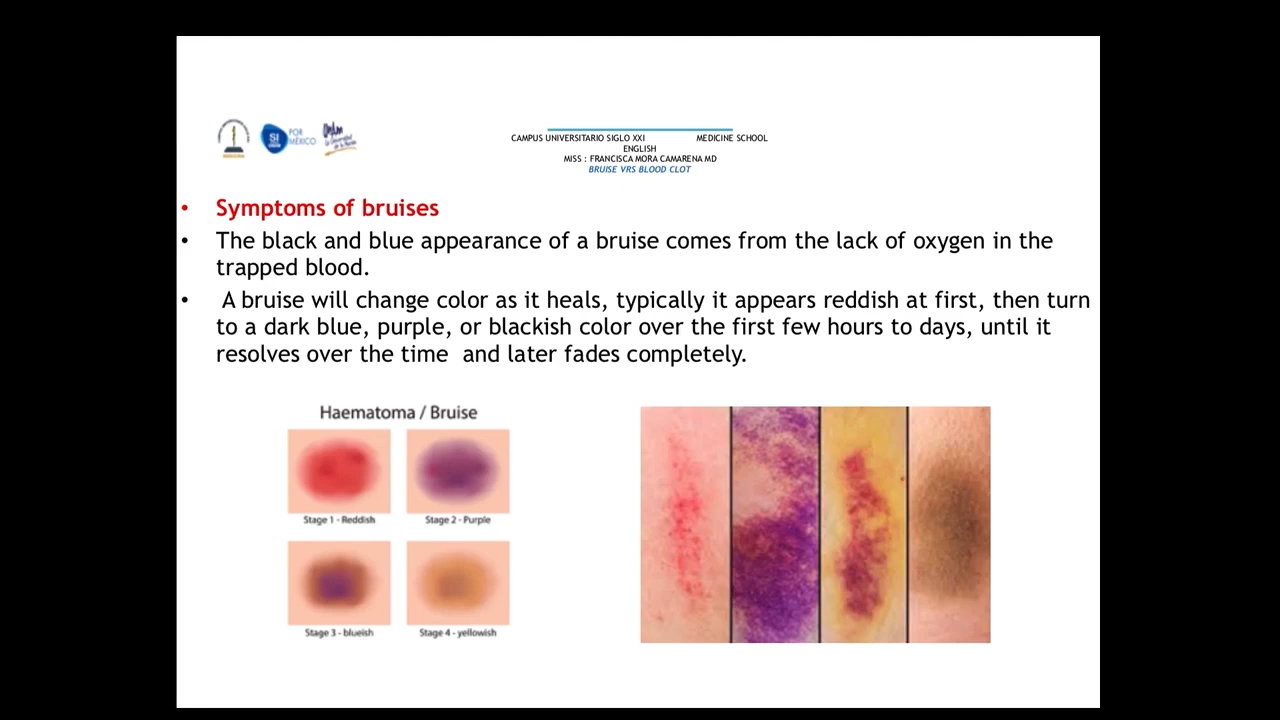 SI
POR
MÉXICO
CAMPUS UNIVERSITARIO SIGLO XXI MEDICINE SCHOOL
ENGLISH
MISS : FRANCISCA MORA CAMARENA MD
BRUISE VRS BLOOD CLOT
• Symptoms of bruises
• The black and blue appearance of a bruise comes from the lack of oxygen in the
trapped blood.
• A bruise will change color as it heals, typically it appears reddish at first, then turn
to a dark blue, purple, or blackish color over the first few hours to days, until it
resolves over the time and later fades completely.
Haematoma / Bruise
Stage 1 - Reddish
Stage 2 - Purple
Stage 3 - blueish
Stage 4 - yellowish